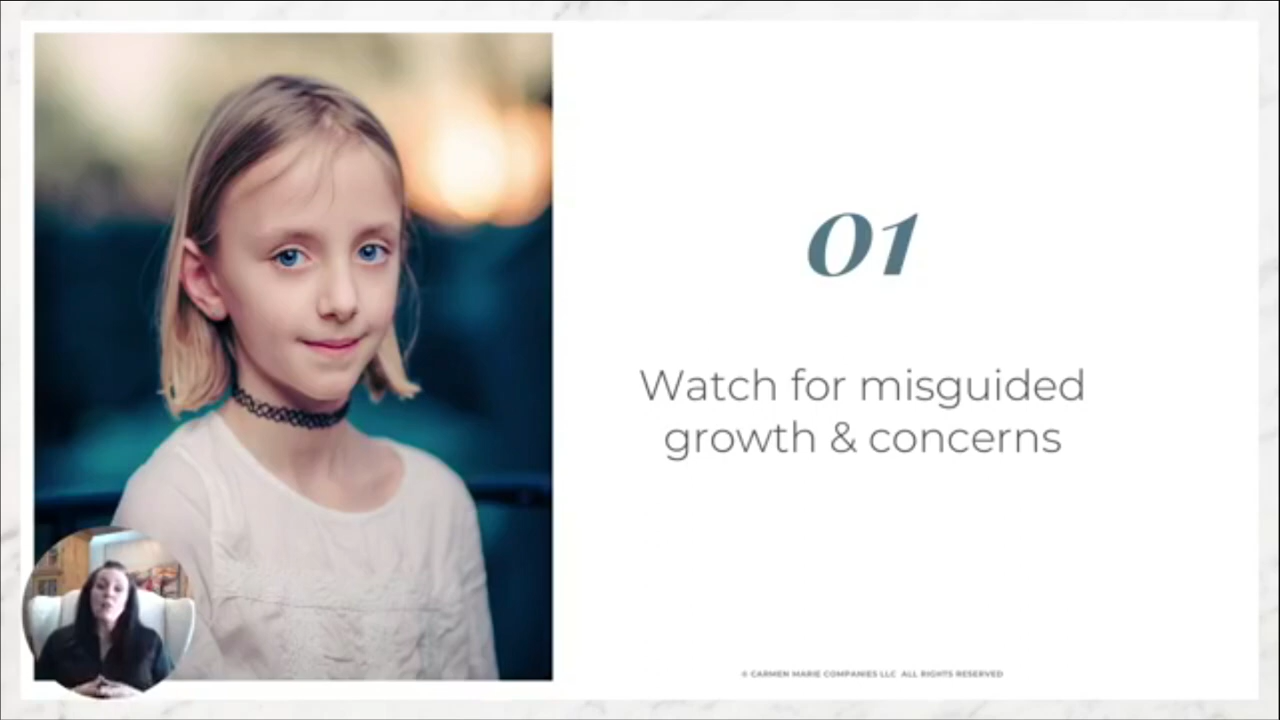 01
Watch for misguided
growth & concerns
© CARMEN MARIE COMPANIES LLC ALL RIGHTS RESERVED